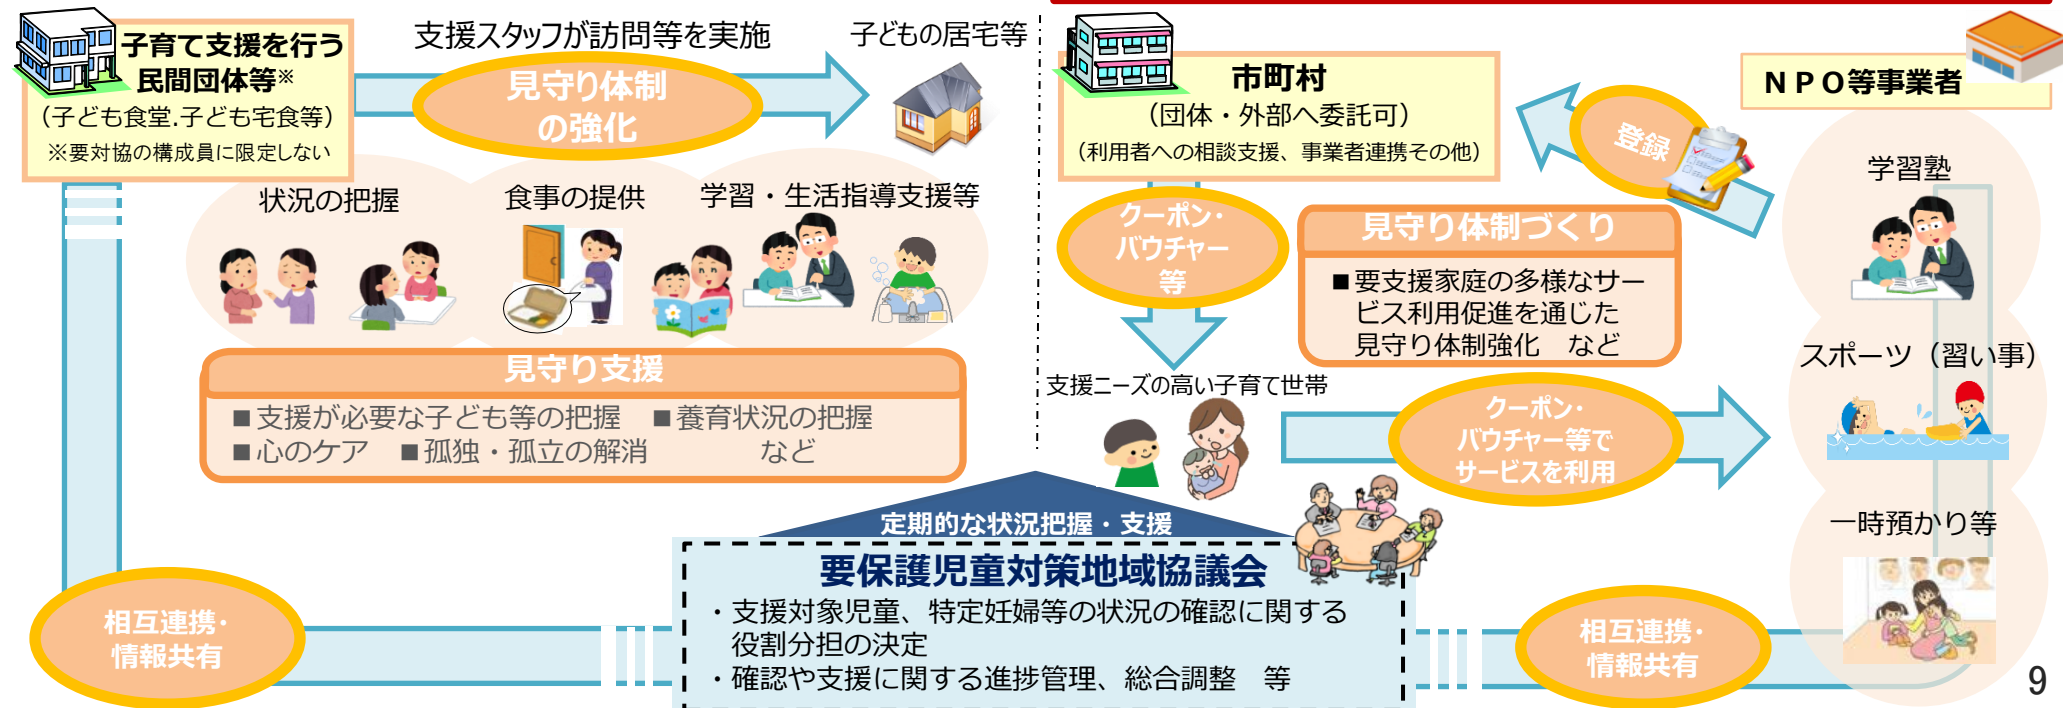 子育て支援を行う
民間団体等※
（子ども食堂.子ども宅食等）
※要対協の構成員に限定しない
支援スタッフが訪問等を実施
見守り体制
の強化
子どもの居宅等
状況の把握
食事の提供
学習・生活指導支援等
見守り支援
■支援が必要な子ども等の把握　■養育状況の把握
■心のケア　■孤独・孤立の解消　　　　など
市町村
（団体・外部へ委託可）
（利用者への相談支援、事業者連携その他）
登録
ＮＰＯ等事業者
学習塾
スポーツ（習い事）
一時預かり等
クーポン・
バウチャー
等
見守り体制づくり
■要支援家庭の多様なサー
ビス利用促進を通じた
見守り体制強化　など
支援ニーズの高い子育て世帯
クーポン・
バウチャー等で
サービスを利用
定期的な状況把握・支援
要保護児童対策地域協議会
・支援対象児童、特定妊婦等の状況の確認に関する
役割分担の決定
・確認や支援に関する進捗管理、総合調整　等
相互連携・
情報共有
相互連携・
情報共有
9